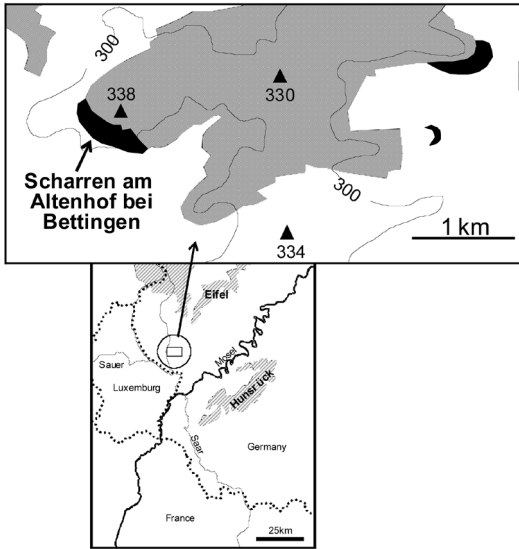 300
338
330
Scharren am
Altenhof bei
Bettingen
300
334
1 km
Eifel
Mosel
Sauer
Luxemburg
Hunsrück
Saar
Germany
France
25km